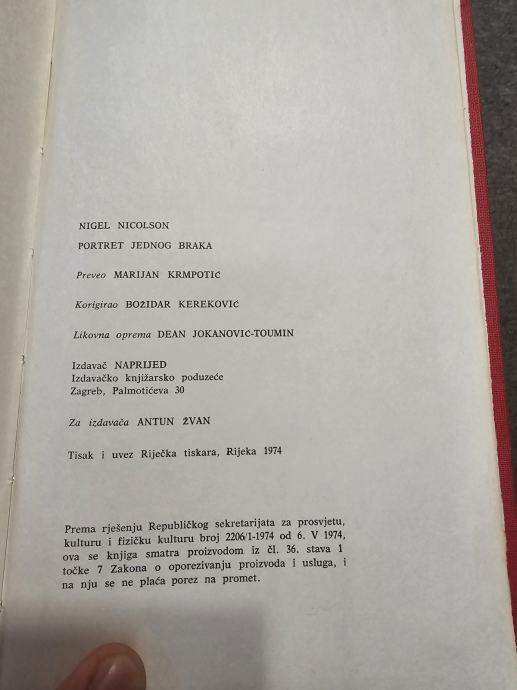 NIGEL NICOLSON
PORTRET JEDNOG BRAKA
Preveo MARIJAN KRMPOTIĆ
Korigirao BOŽIDAR KEREKOVIĆ
Likovna oprema DEAN JOKANOVIĆ-TOUMIN
Izdavač NAPRIJED
Izdavačko knjižarsko poduzeće
Zagreb, Palmotićeva 30
Za izdavača ANTUN ŽVAN
Tisak i uvez Riječka tiskara, Rijeka 1974
Prema rješenju Republičkog sekretarijata za prosvjetu,
kulturu i fizičku kulturu broj 2206/1-1974 od 6. V 1974,
ova se knjiga smatra proizvodom iz čl. 36. stava 1
točke 7 Zakona o oporezivanju proizvoda i usluga, i
na nju se ne plaća porez na promet.